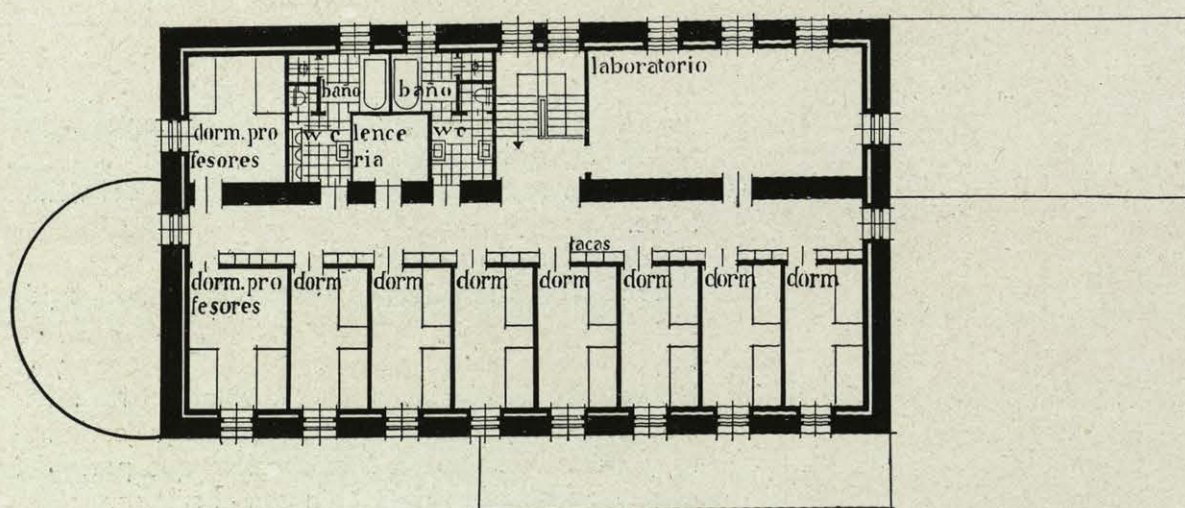 laboratorio
baño
baño
dorm. pro
fesores
w c
lence
ria
wc
tacas
dorm. pro
fesores
dorm
dorm
dorm
dorm
dorm
dorm
dorm